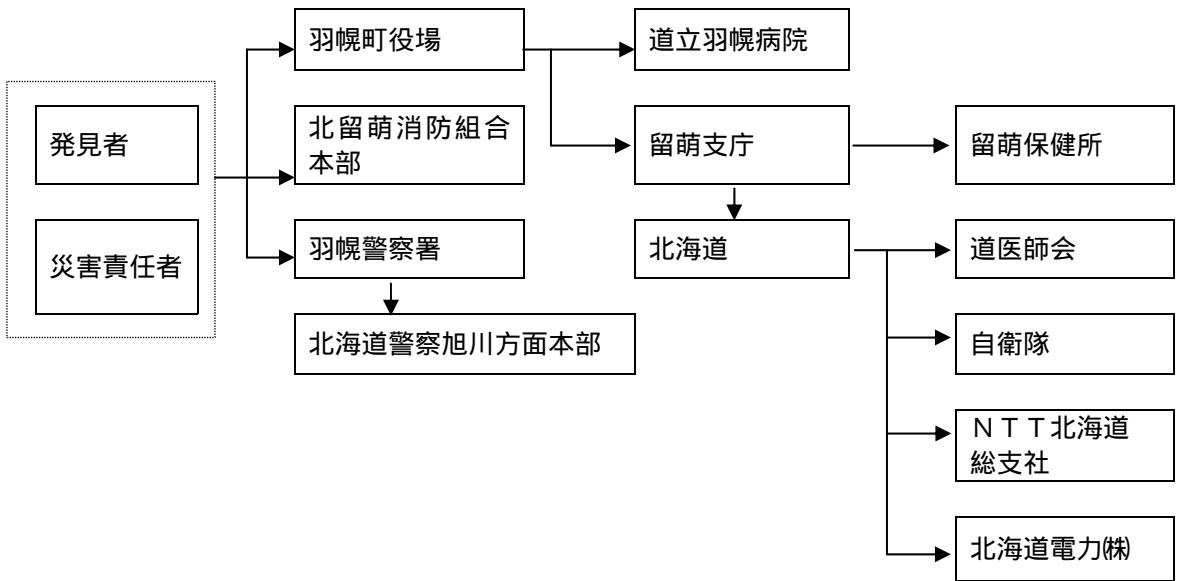 羽幌町役場
道立羽幌病院
発見者
北留萌消防組合
本部
留萌支庁
留萌保健所
災害責任者
羽幌警察署
北海道
道医師会
北海道警察旭川方面本部
自衛隊
ＮＴＴ北海道
総支社
北海道電力㈱